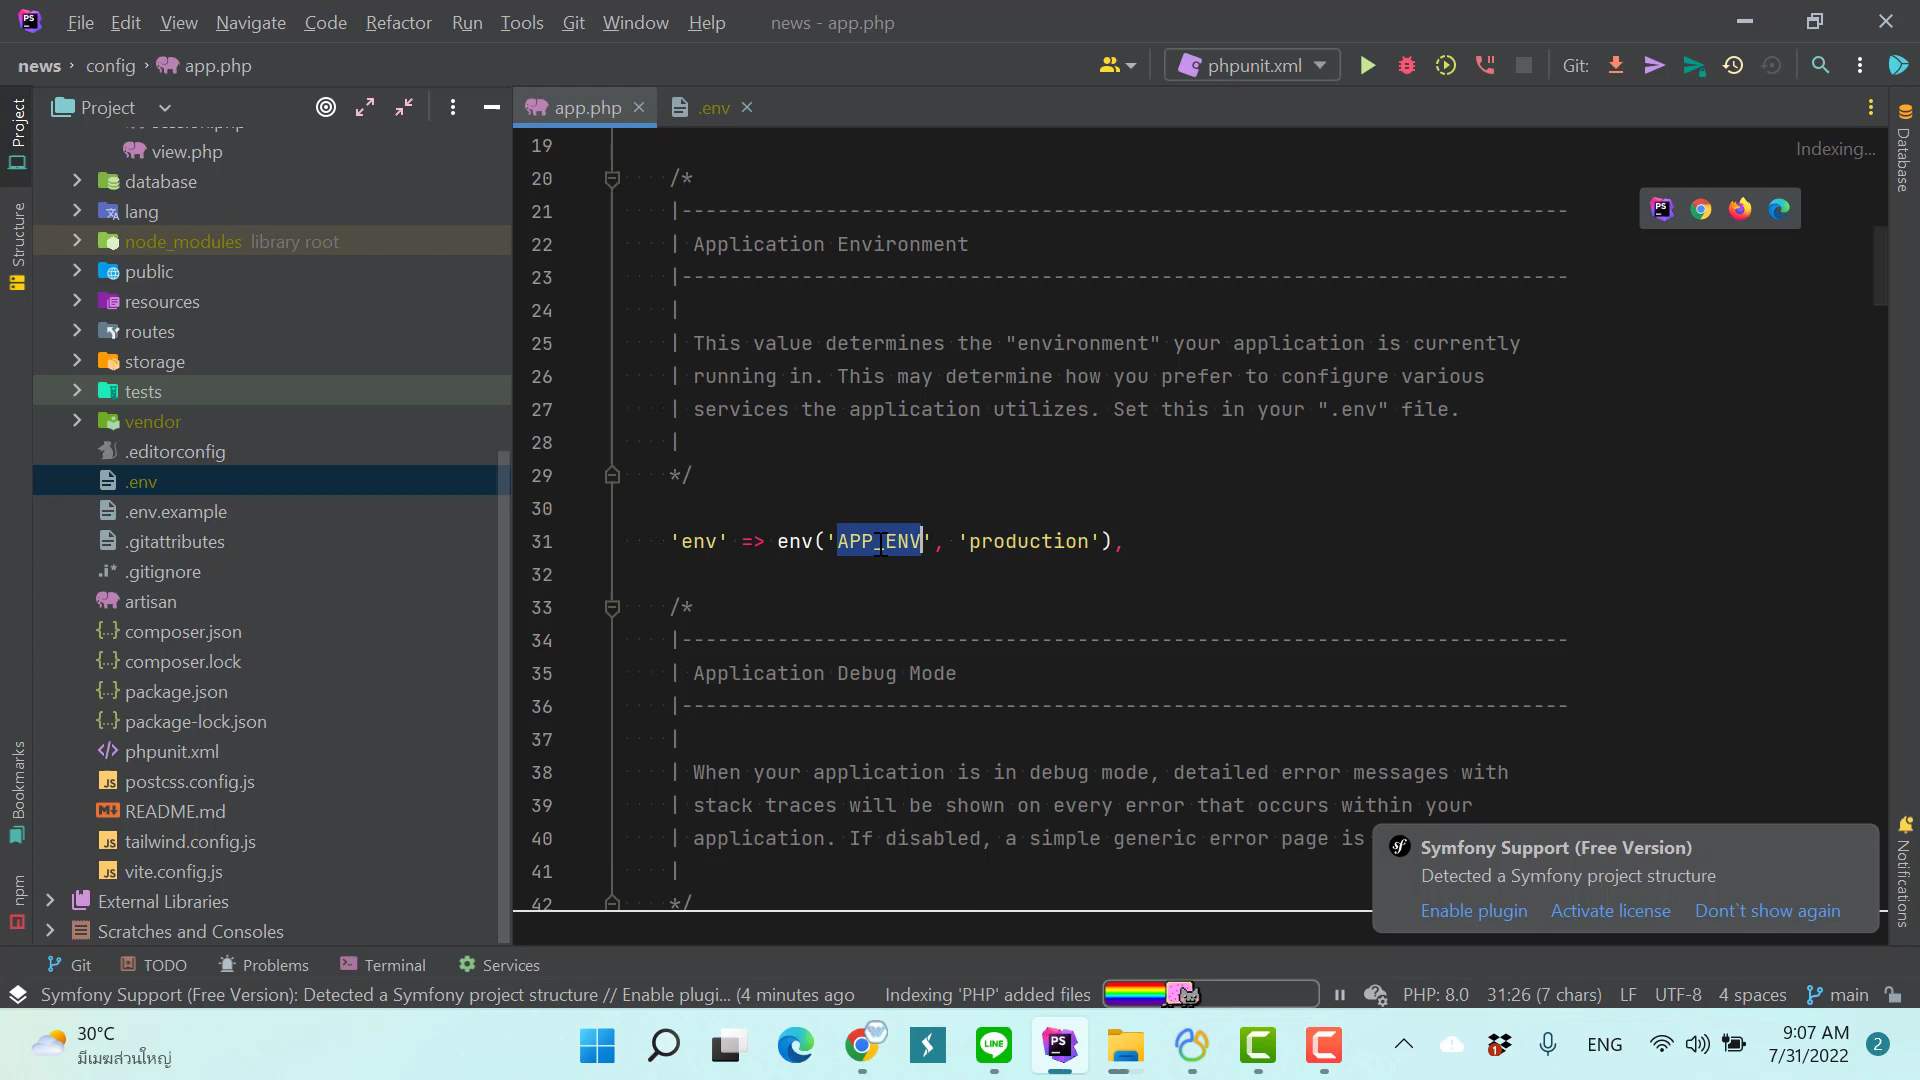 File Edit View Navigate Code Refactor Run Tools Git Window Help news - app.php
news config app.php phpunit.xml Git:
Project
app.php
.env
Project
Structure
Bookmarks
npm
view.php
database
lang
node_modules library root
public
resources
routes
storage
tests
vendor
.editorconfig
.env
.env.example
.gitattributes
.gitignore
artisan
composer.json
composer.lock
package.json
package-lock.json
phpunit.xml
postcss.config.js
README.md
tailwind.config.js
vite.config.js
External Libraries
Scratches and Consoles
Indexing...
19
20 /*
21 |--------------------------------------------------------------------------
22 | Application Environment
23 |--------------------------------------------------------------------------
24 |
25 | This value determines the "environment" your application is currently
26 | running in. This may determine how you prefer to configure various
27 | services the application utilizes. Set this in your ".env" file.
28 |
29 */
30
31 'env' => env('APP_ENV', 'production'),
32
33 /*
34 |--------------------------------------------------------------------------
35 | Application Debug Mode
36 |--------------------------------------------------------------------------
37 |
38 | When your application is in debug mode, detailed error messages with
39 | stack traces will be shown on every error that occurs within your
40 | application. If disabled, a simple generic error page is
41 |
42 */
Database
Notifications
Symfony Support (Free Version)
Detected a Symfony project structure
Enable plugin Activate license Dont`t show again
Git TODO Problems Terminal Services
Symfony Support (Free Version): Detected a Symfony project structure // Enable plugi... (4 minutes ago Indexing 'PHP' added files PHP: 8.0 31:26 (7 chars) LF UTF-8 4 spaces main
30°C
มีเมฆส่วนใหญ่
LINE
PS
1
ENG
9:07 AM
7/31/2022
2